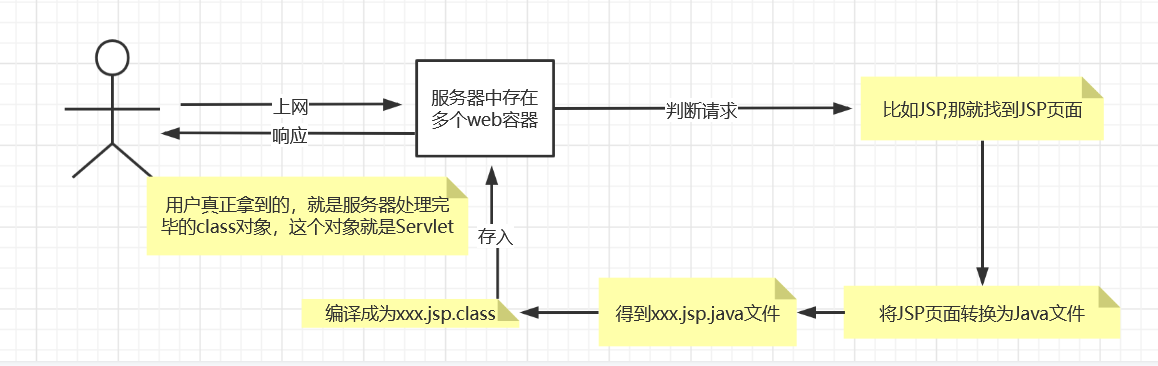 上网
响应
服务器中存在
多个web容器
判断请求
比如JSP,那就找到JSP页面
将JSP页面转换为Java文件
得到xxx.jsp.java文件
编译成为xxx.jsp.class
存入
用户真正拿到的，就是服务器处理完
毕的class对象，这个对象就是Servlet